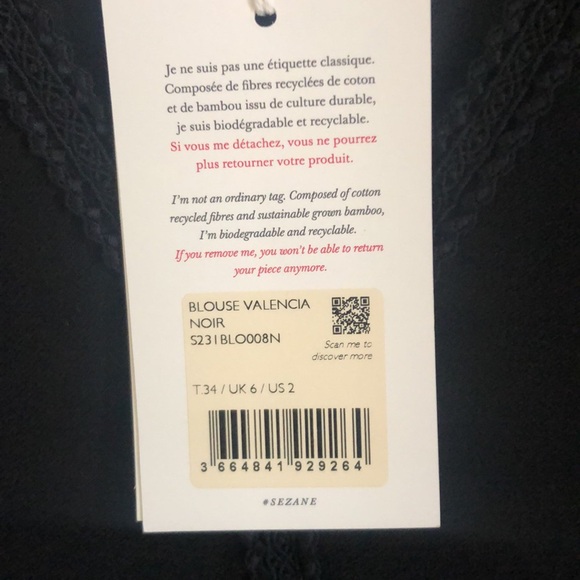 Je ne suis pas une étiquette classique.
Composée de fibres recyclées de coton
et de bambou issu de culture durable,
je suis biodégradable et recyclable.
Si vous me détachez, vous ne pourrez
plus retourner votre produit.
I'm not an ordinary tag. Composed of cotton
recycled fibres and sustainable grown bamboo,
I'm biodegradable and recyclable.
If you remove me, you won't be able to return
your piece anymore.
BLOUSE VALENCIA
NOIR
S231BLO008N
Scan me to
discover more
T.34 / UK 6 / US 2
3 664841 929264
#SEZANE